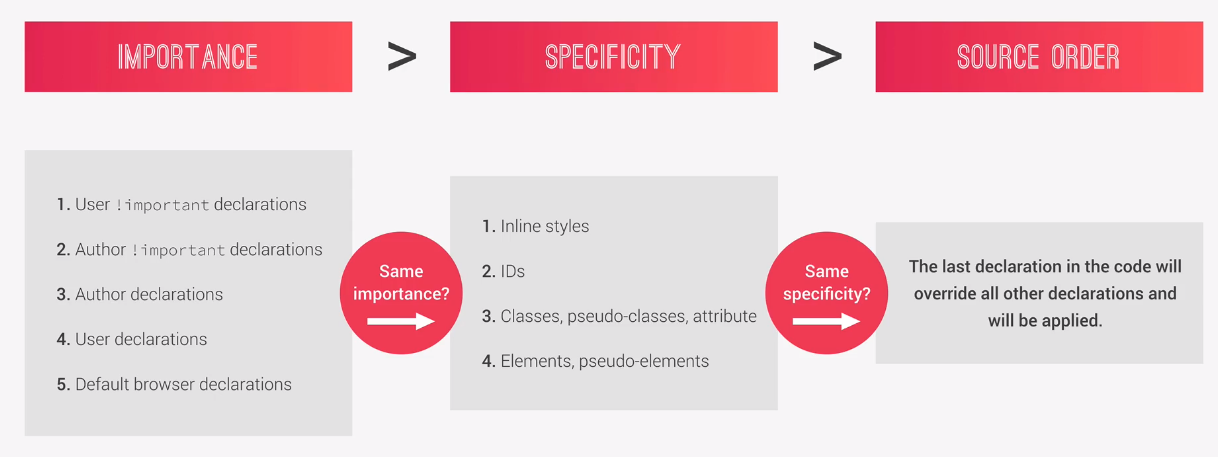 IMPORTANCE > SPECIFICITY > SOURCE ORDER
1. User !important declarations
2. Author !important declarations
3. Author declarations
4. User declarations
5. Default browser declarations
Same
importance?
1. Inline styles
2. IDs
3. Classes, pseudo-classes, attribute
4. Elements, pseudo-elements
Same
specificity?
The last declaration in the code will
override all other declarations and
will be applied.